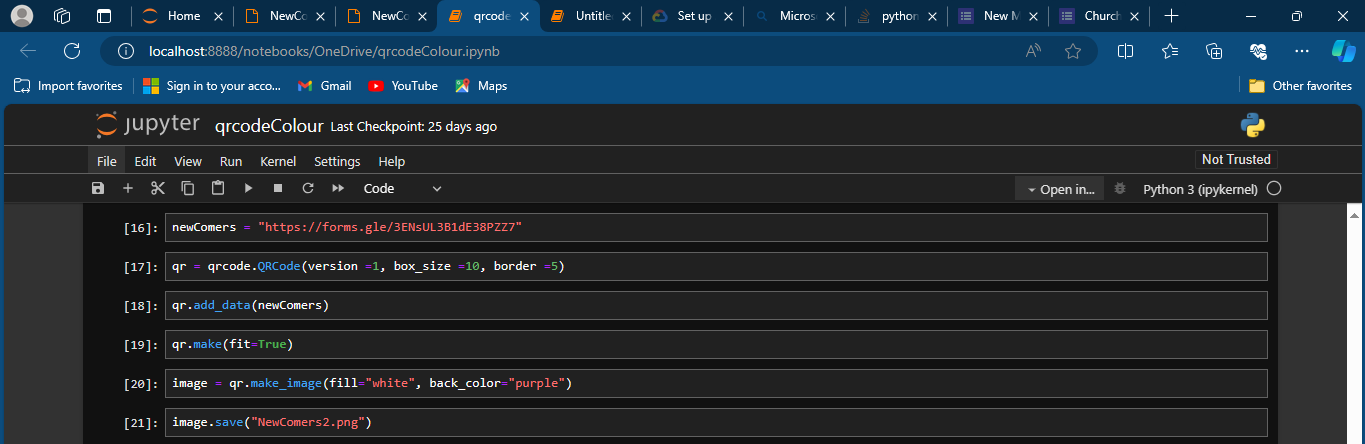 Home NewCo NewCo qrcode Untitle Set up Micros python New M Church
localhost:8888/notebooks/OneDrive/qrcodeColour.ipynb
Import favorites Sign in to your acco... Gmail YouTube Maps Other favorites
jupyter qrcodeColour Last Checkpoint: 25 days ago
File Edit View Run Kernel Settings Help Not Trusted
Code Open in... Python 3 (ipykernel)
[16]: newComers = "https://forms.gle/3ENsUL3B1dE38PZZ7"
[17]: qr = qrcode.QRCode(version =1, box_size =10, border =5)
[18]: qr.add_data(newComers)
[19]: qr.make(fit=True)
[20]: image = qr.make_image(fill="white", back_color="purple")
[21]: image.save("NewComers2.png")